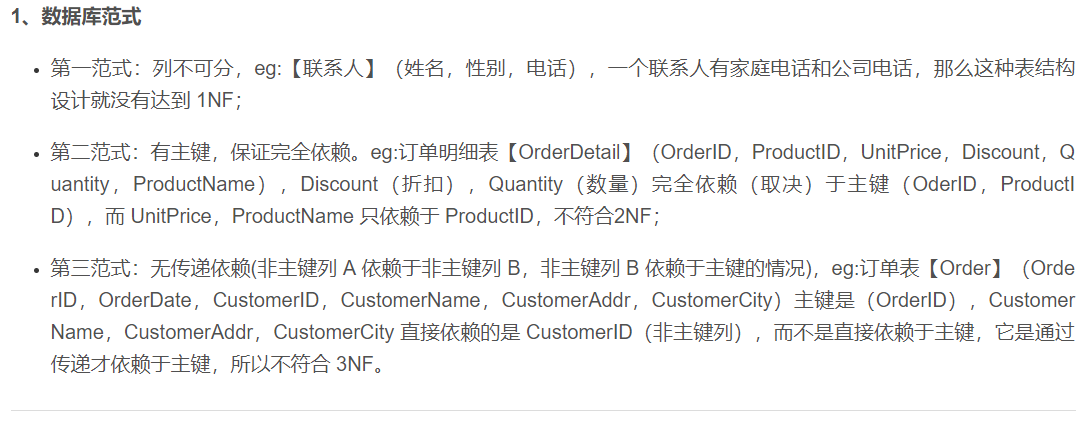 1、数据库范式
第一范式：列不可分，eg:【联系人】（姓名，性别，电话），一个联系人有家庭电话和公司电话，那么这种表结构
设计就没有达到 1NF；
第二范式：有主键，保证完全依赖。eg:订单明细表【OrderDetail】（OrderID，ProductID，UnitPrice，Discount，Q
uantity，ProductName），Discount（折扣），Quantity（数量）完全依赖（取决）于主键（OderID，ProductI
D），而 UnitPrice，ProductName 只依赖于 ProductID，不符合2NF；
第三范式：无传递依赖(非主键列 A 依赖于非主键列 B，非主键列 B 依赖于主键的情况)，eg:订单表【Order】（Orde
rID，OrderDate，CustomerID，CustomerName，CustomerAddr，CustomerCity）主键是（OrderID），Customer
Name，CustomerAddr，CustomerCity 直接依赖的是 CustomerID（非主键列），而不是直接依赖于主键，它是通过
传递才依赖于主键，所以不符合 3NF。